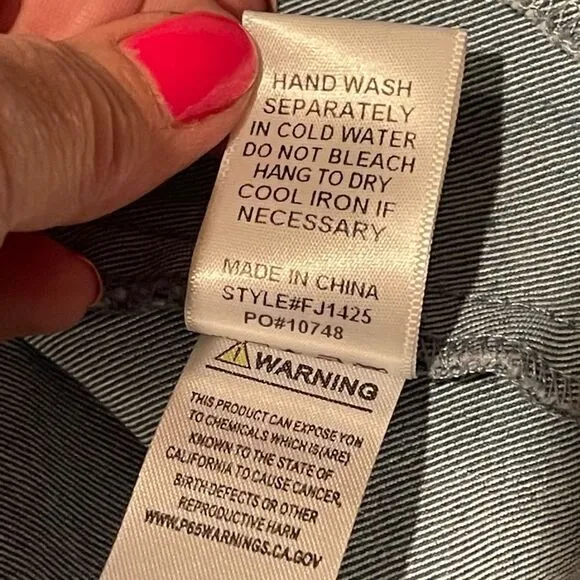 HAND WASH
SEPARATELY
IN COLD WATER
DO NOT BLEACH
HANG TO DRY
COOL IRON IF
NECESSARY
MADE IN CHINA
STYLE#FJ1425
PO#10748
WARNING
THIS PRODUCT CAN EXPOSE YOU
TO CHEMICALS WHICH IS(ARE)
KNOWN TO THE STATE OF
CALIFORNIA TO CAUSE CANCER,
BIRTH DEFECTS OR OTHER
REPRODUCTIVE HARM
WWW.P65WARNINGS.CA.GOV